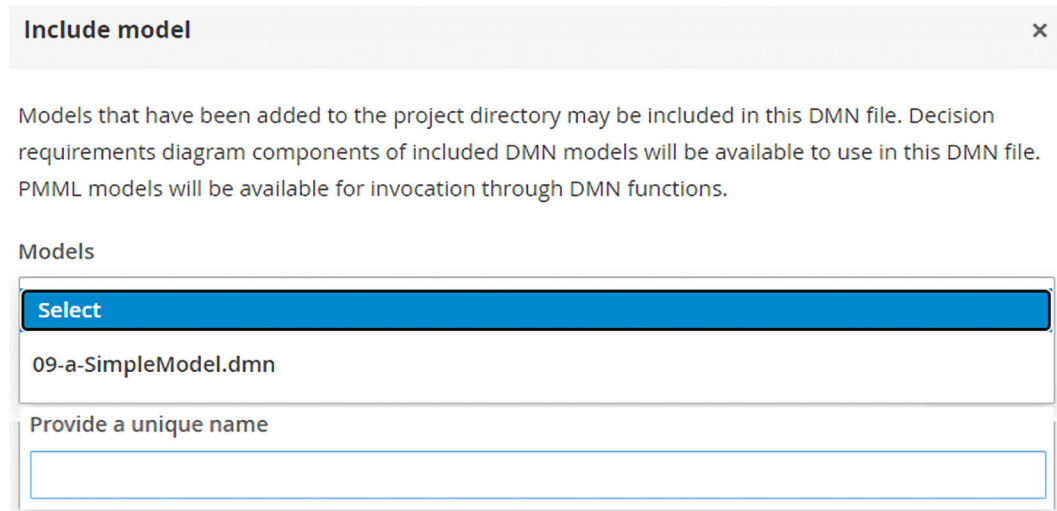 Include model ×
Models that have been added to the project directory may be included in this DMN file. Decision
requirements diagram components of included DMN models will be available to use in this DMN file.
PMML models will be available for invocation through DMN functions.
Models
Select
09-a-SimpleModel.dmn
Provide a unique name